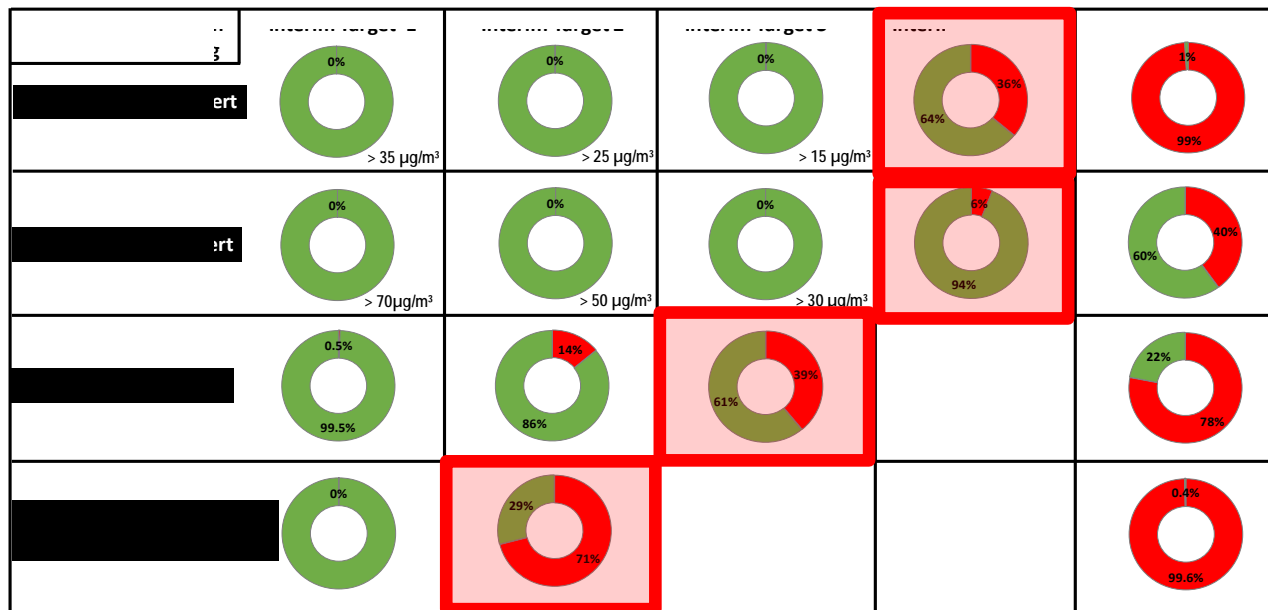 0% 0% 0% 36% 64% 1% 99%
ert
> 35 µg/m³ > 25 µg/m³ > 15 µg/m³
0% 0% 0% 6% 94% 40% 60%
ert
> 70µg/m³ > 50 µg/m³ > 30 µg/m³
0.5% 99.5% 14% 86% 39% 61% 22% 78%
0% 29% 71% 0.4% 99.6%